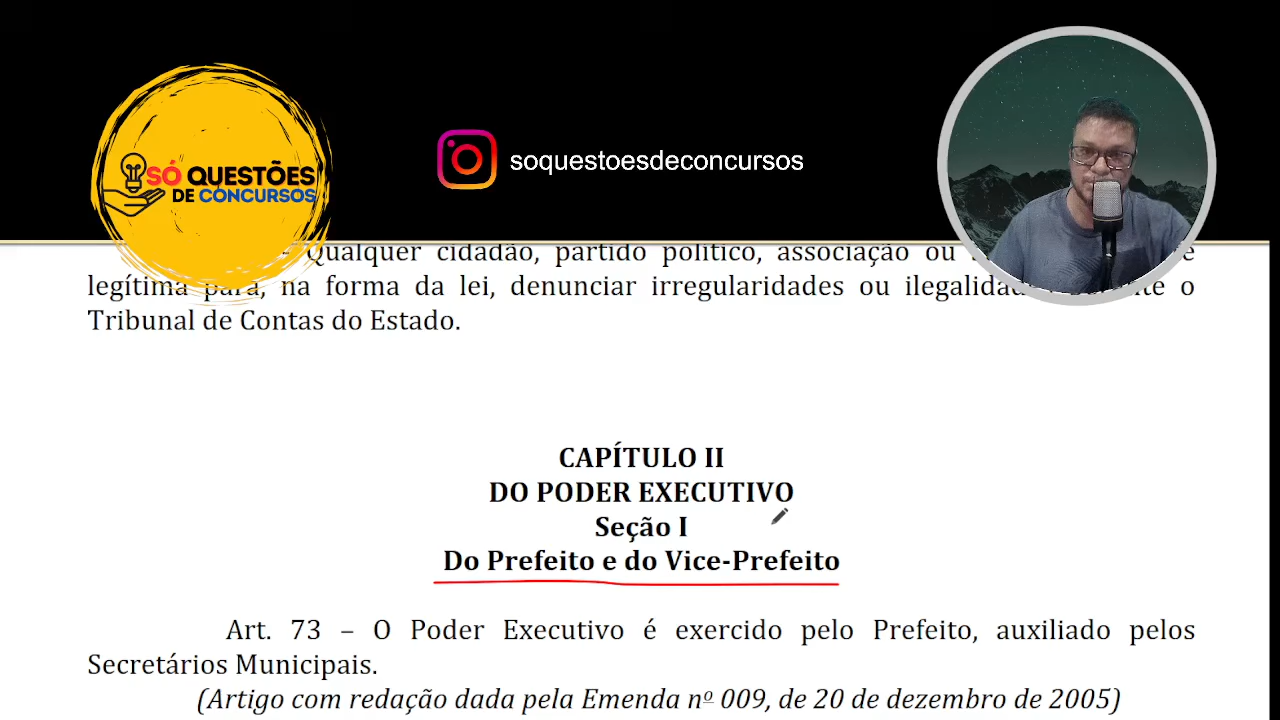 SÓ QUESTÕES
DE CONCURSOS
soquestoesdeconcursos
- Qualquer cidadão, partido político, associação ou
legítima para, na forma da lei, denunciar irregularidades ou o
Tribunal de Contas do Estado.
CAPÍTULO II
DO PODER EXECUTIVO
Seção I
Do Prefeito e do Vice-Prefeito
Art. 73 – O Poder Executivo é exercido pelo Prefeito, auxiliado pelos
Secretários Municipais.
(Artigo com redação dada pela Emenda nº 009, de 20 de dezembro de 2005)